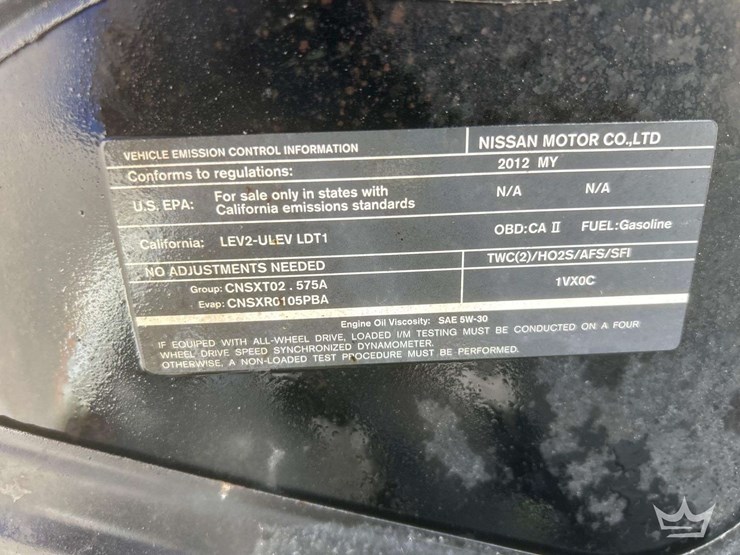 VEHICLE EMISSION CONTROL INFORMATION NISSAN MOTOR CO.,LTD
Conforms to regulations: 2012 MY
U.S. EPA: For sale only in states with California emissions standards N/A N/A
California: LEV2-ULEV LDT1 OBD:CA II FUEL:Gasoline
NO ADJUSTMENTS NEEDED TWC(2)/HO2S/AFS/SFI
Group: CNSXT02.575A 1VX0C
Evap: CNSXR0105PBA
Engine Oil Viscosity: SAE 5W-30
IF EQUIPED WITH ALL-WHEEL DRIVE, LOADED I/M TESTING MUST BE CONDUCTED ON A FOUR
WHEEL DRIVE SPEED SYNCHRONIZED DYNAMOMETER.
OTHERWISE, A NON-LOADED TEST PROCEDURE MUST BE PERFORMED.